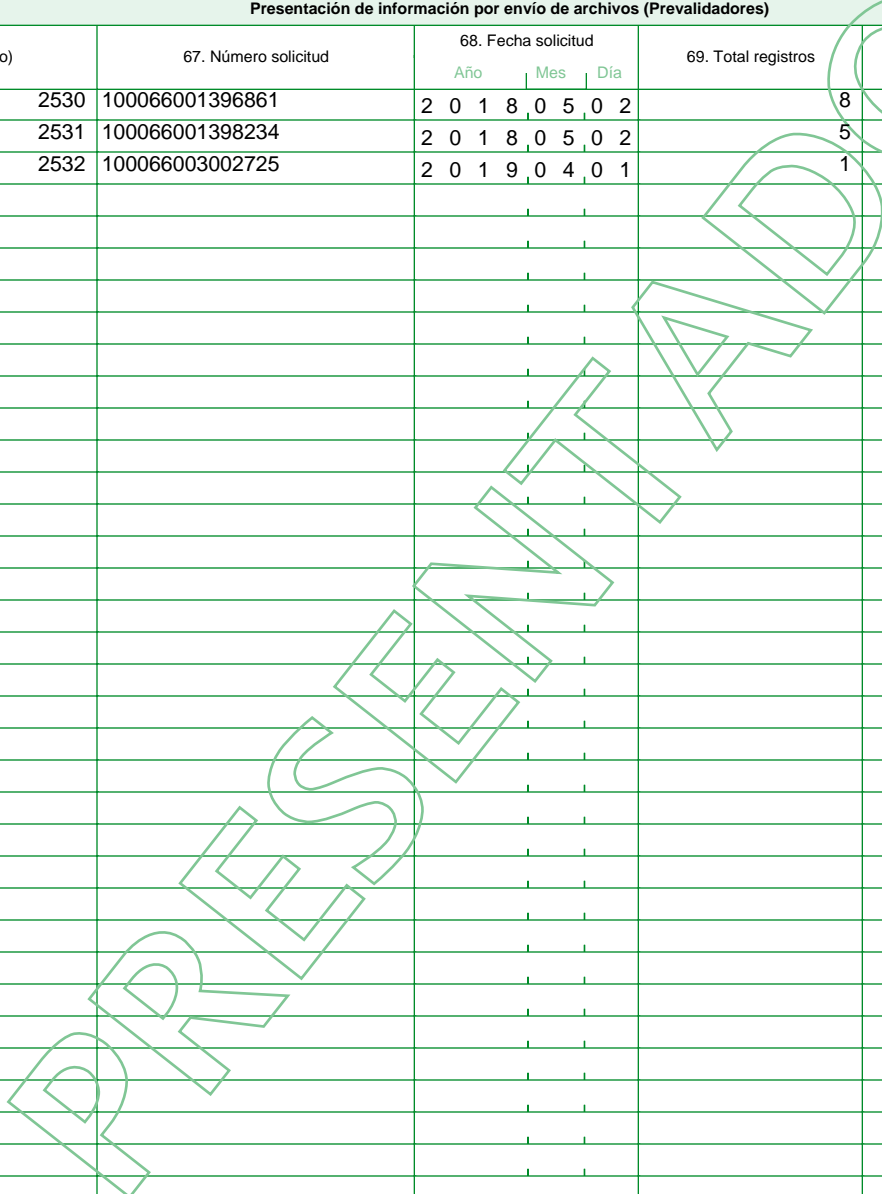 Presentación de información por envío de archivos (Prevalidadores)
o) 67. Número solicitud 68. Fecha solicitud 69. Total registros
Año Mes Día
2530 100066001396861 2 0 1 8 0 5 0 2 8
2531 100066001398234 2 0 1 8 0 5 0 2 5
2532 100066003002725 2 0 1 9 0 4 0 1 1
PRESENTADO